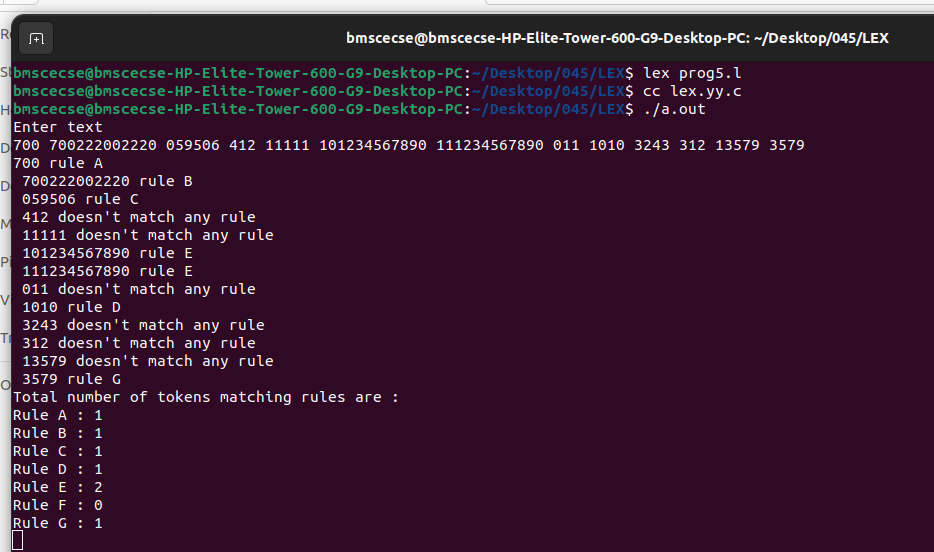 bmscecse@bmscecse-HP-Elite-Tower-600-G9-Desktop-PC: ~/Desktop/045/LEX
bmscecse@bmscecse-HP-Elite-Tower-600-G9-Desktop-PC:~/Desktop/045/LEX$ lex prog5.l
bmscecse@bmscecse-HP-Elite-Tower-600-G9-Desktop-PC:~/Desktop/045/LEX$ cc lex.yy.c
bmscecse@bmscecse-HP-Elite-Tower-600-G9-Desktop-PC:~/Desktop/045/LEX$ ./a.out
Enter text
700 700222002220 059506 412 11111 101234567890 111234567890 011 1010 3243 312 13579 3579
700 rule A
700222002220 rule B
059506 rule C
412 doesn't match any rule
11111 doesn't match any rule
101234567890 rule E
111234567890 rule E
011 doesn't match any rule
1010 rule D
3243 doesn't match any rule
312 doesn't match any rule
13579 doesn't match any rule
3579 rule G
Total number of tokens matching rules are :
Rule A : 1
Rule B : 1
Rule C : 1
Rule D : 1
Rule E : 2
Rule F : 0
Rule G : 1